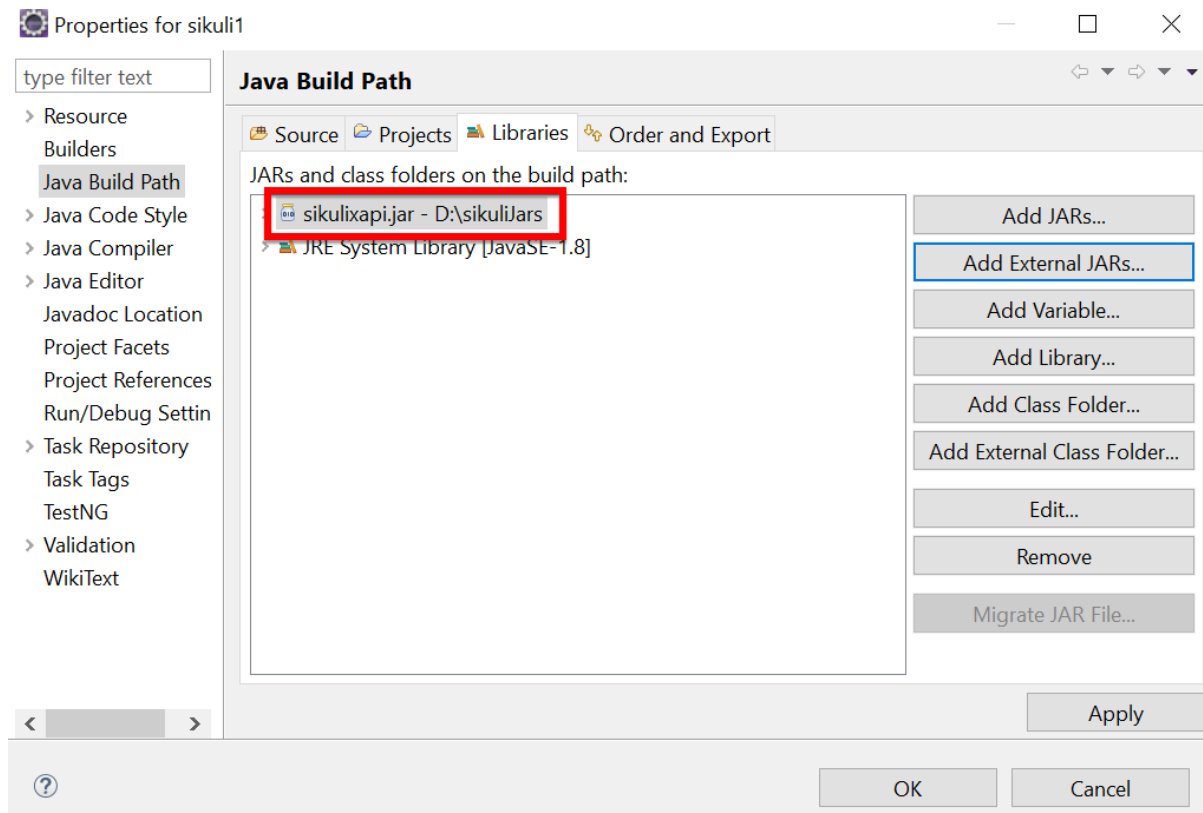 Properties for sikuli1
type filter text
Resource
Builders
Java Build Path
Java Code Style
Java Compiler
Java Editor
Javadoc Location
Project Facets
Project References
Run/Debug Settin
Task Repository
Task Tags
TestNG
Validation
WikiText
Java Build Path
Source Projects Libraries Order and Export
JARs and class folders on the build path:
sikulixapi.jar - D:\sikuliJars
JRE System Library [JavaSE-1.8]
Add JARs...
Add External JARs...
Add Variable...
Add Library...
Add Class Folder...
Add External Class Folder...
Edit...
Remove
Migrate JAR File...
Apply
OK Cancel